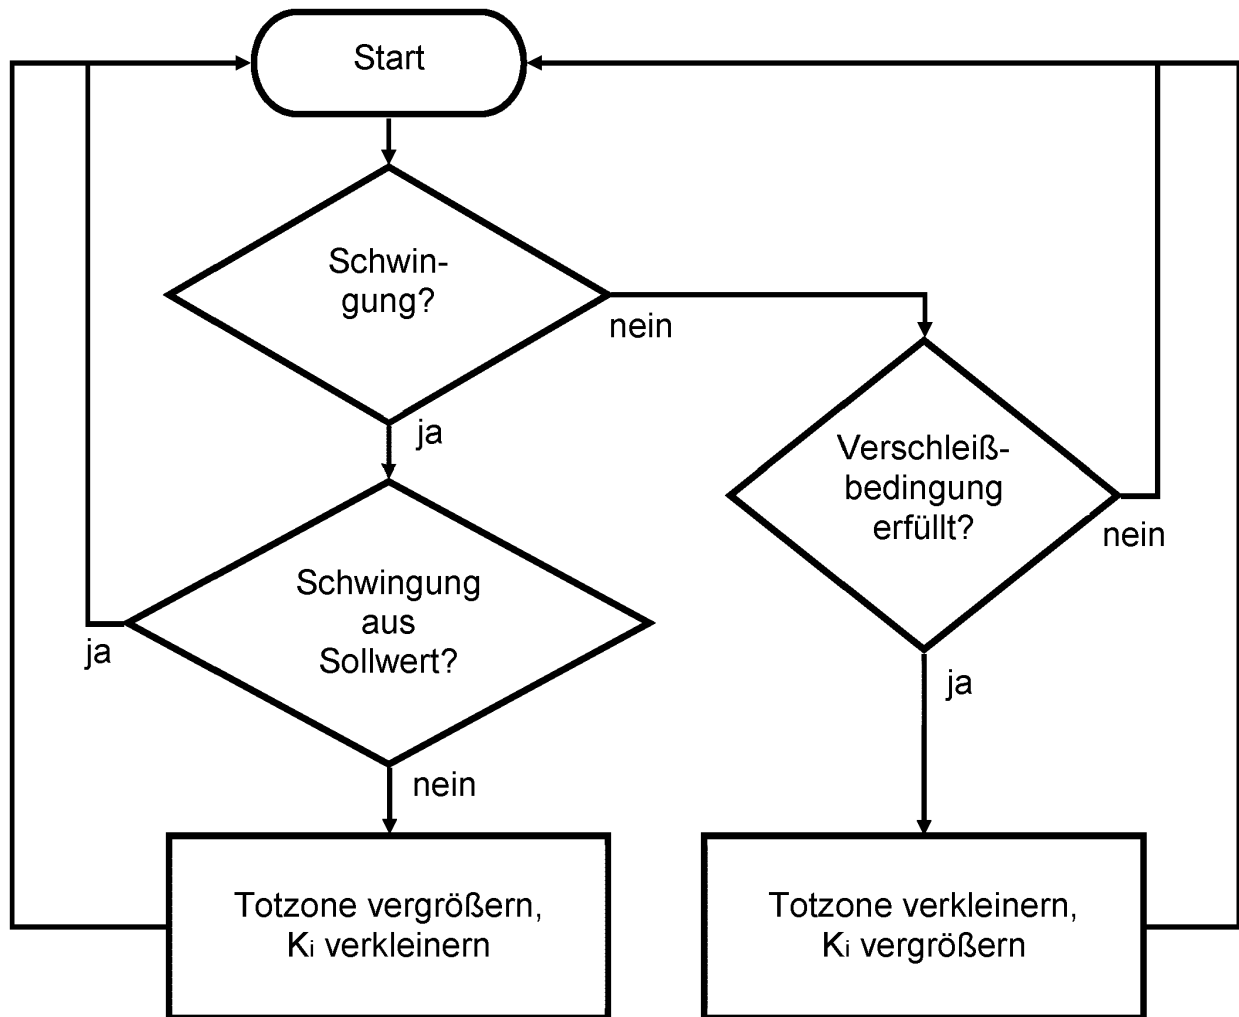 Start
Schwin-
gung?
nein
ja
Verschleiß-
bedingung
erfüllt?
nein
Schwingung
aus
Sollwert?
ja
ja
nein
Totzone vergrößern,
Ki verkleinern
Totzone verkleinern,
Ki vergrößern